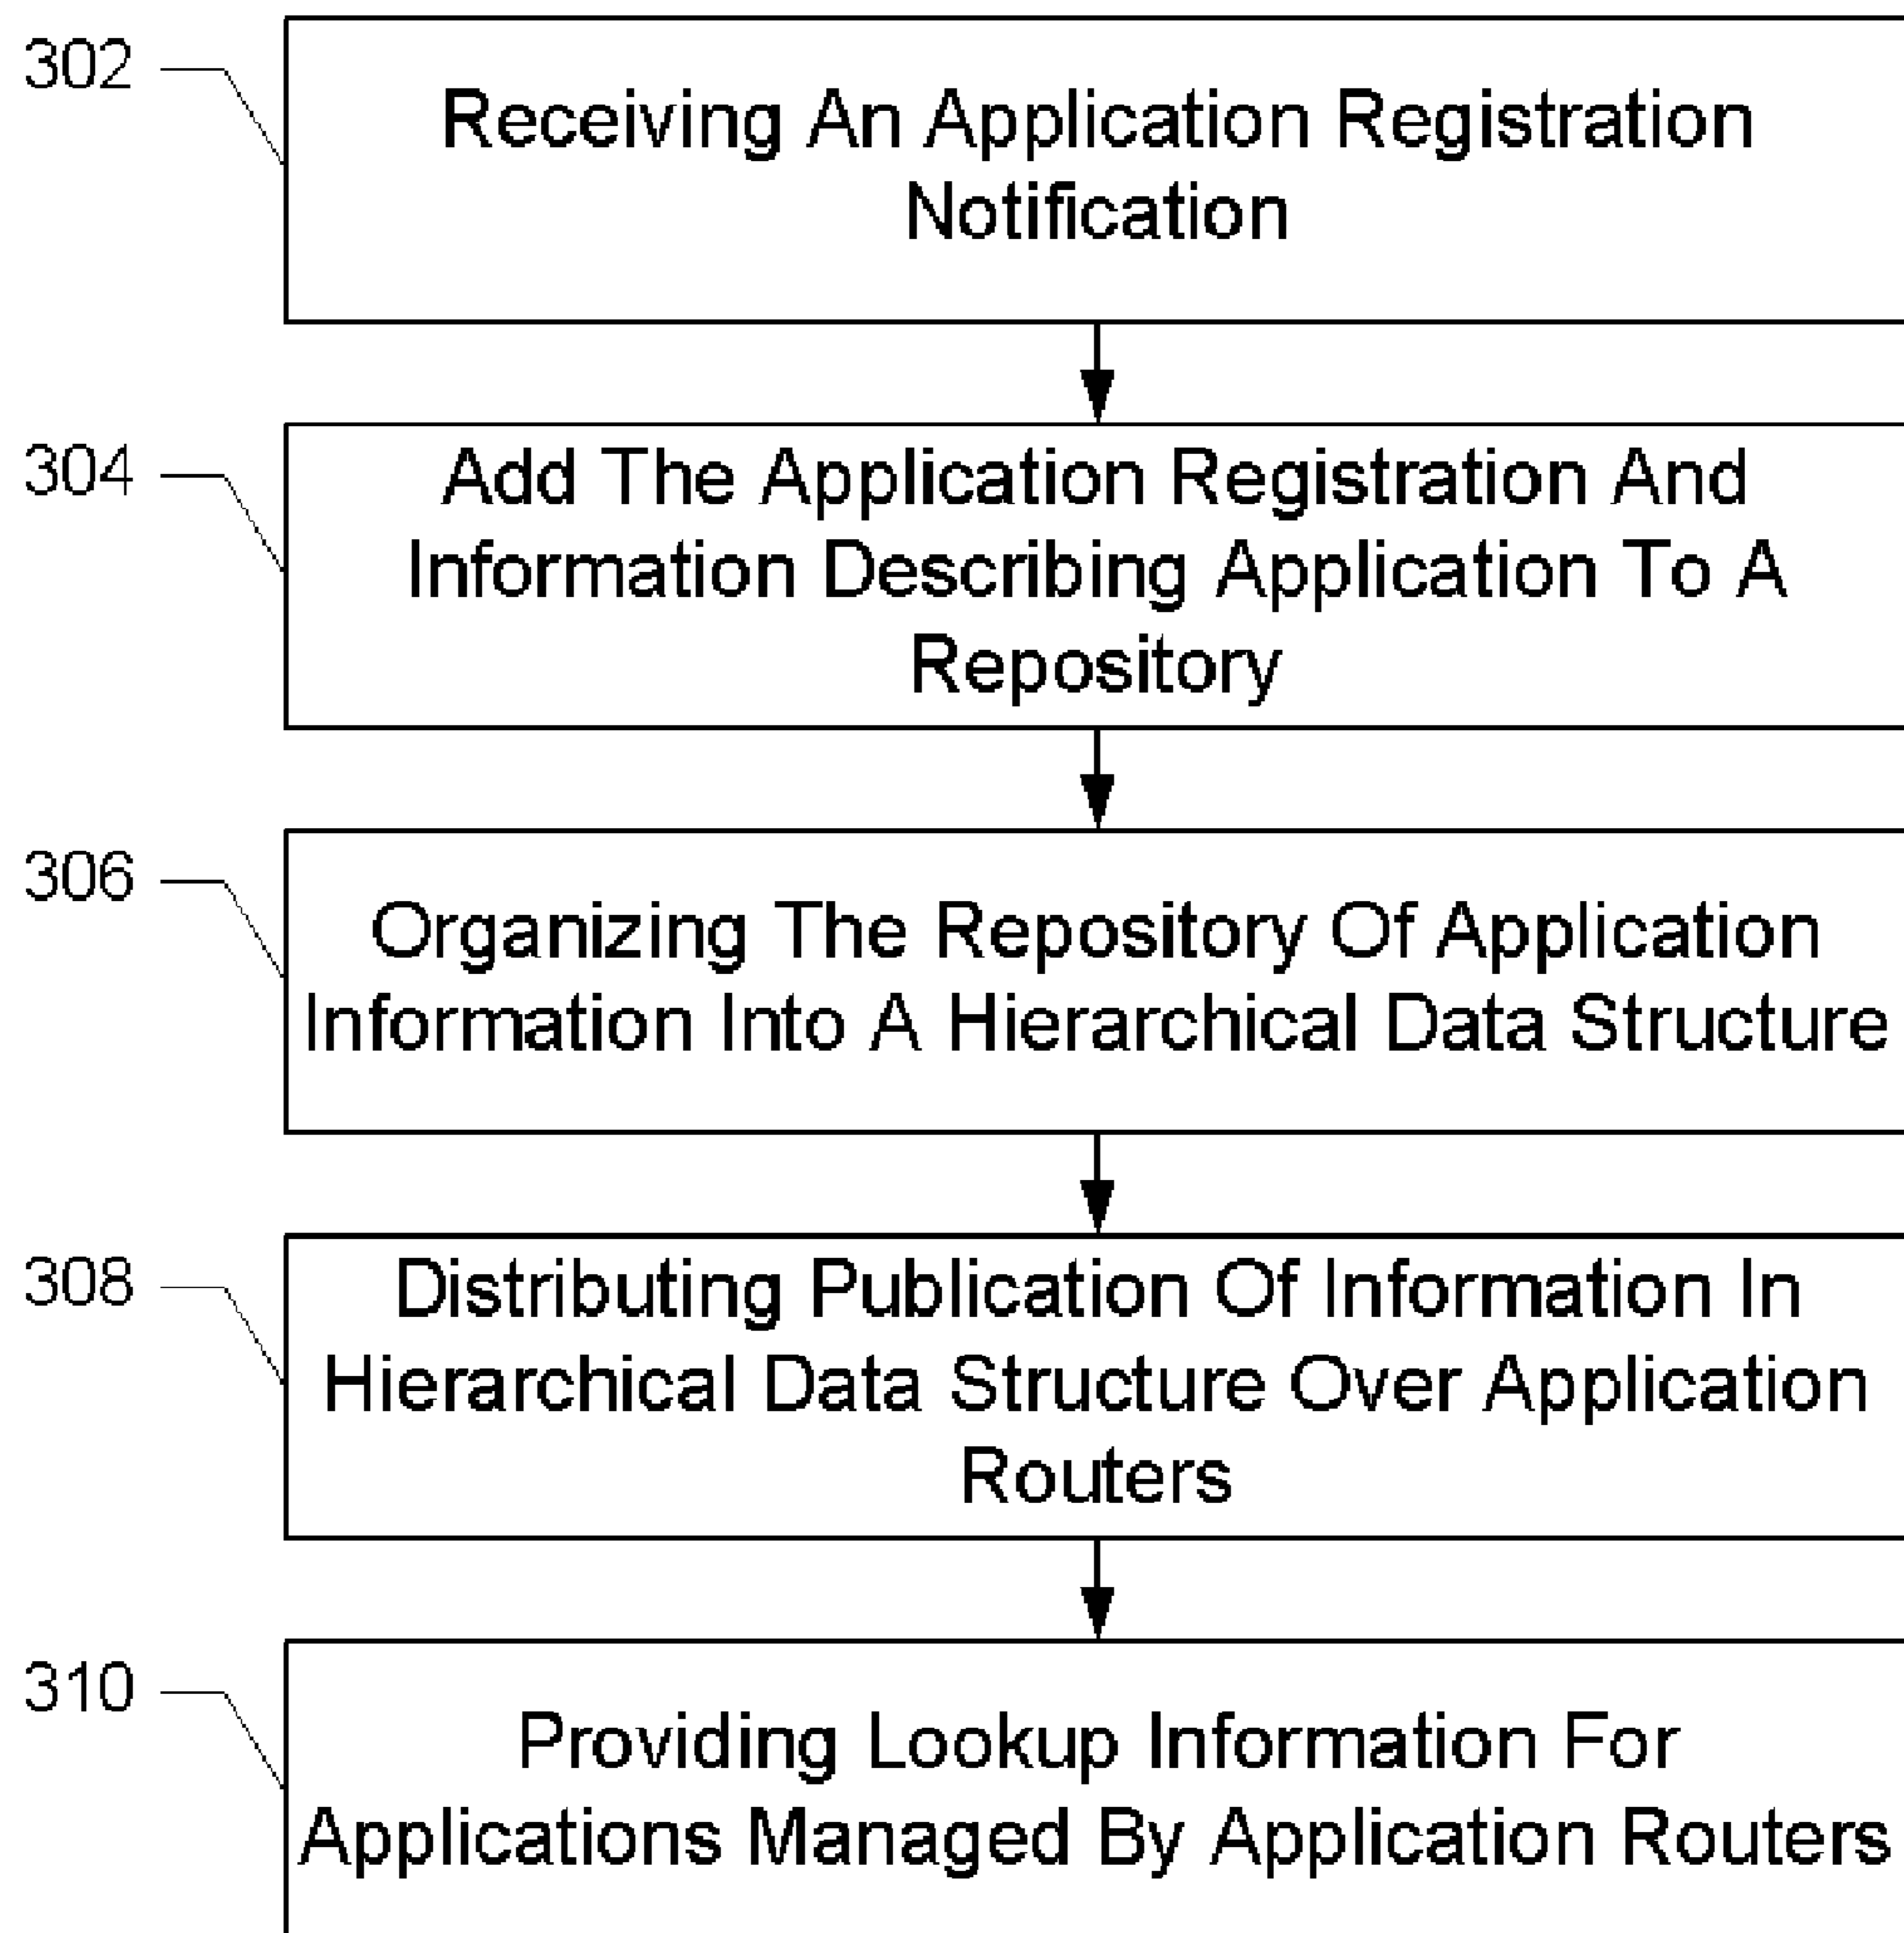 302
Receiving An Application Registration
Notification
304
Add The Application Registration And
Information Describing Application To A
Repository
306
Organizing The Repository Of Application
Information Into A Hierarchical Data Structure
308
Distributing Publication Of Information In
Hierarchical Data Structure Over Application
Routers
310
Providing Lookup Information For
Applications Managed By Application Routers